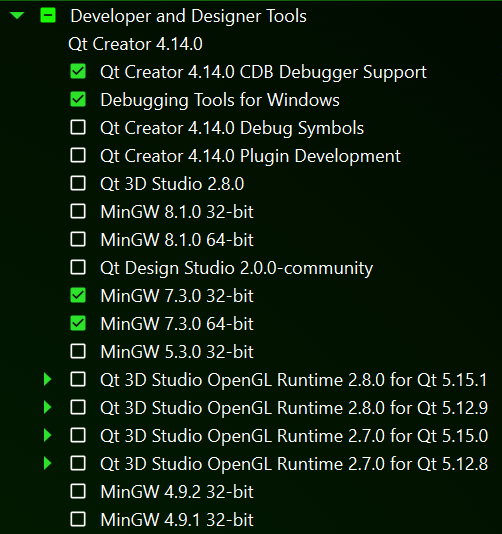 Developer and Designer Tools
Qt Creator 4.14.0
Qt Creator 4.14.0 CDB Debugger Support
Debugging Tools for Windows
Qt Creator 4.14.0 Debug Symbols
Qt Creator 4.14.0 Plugin Development
Qt 3D Studio 2.8.0
MinGW 8.1.0 32-bit
MinGW 8.1.0 64-bit
Qt Design Studio 2.0.0-community
MinGW 7.3.0 32-bit
MinGW 7.3.0 64-bit
MinGW 5.3.0 32-bit
Qt 3D Studio OpenGL Runtime 2.8.0 for Qt 5.15.1
Qt 3D Studio OpenGL Runtime 2.8.0 for Qt 5.12.9
Qt 3D Studio OpenGL Runtime 2.7.0 for Qt 5.15.0
Qt 3D Studio OpenGL Runtime 2.7.0 for Qt 5.12.8
MinGW 4.9.2 32-bit
MinGW 4.9.1 32-bit